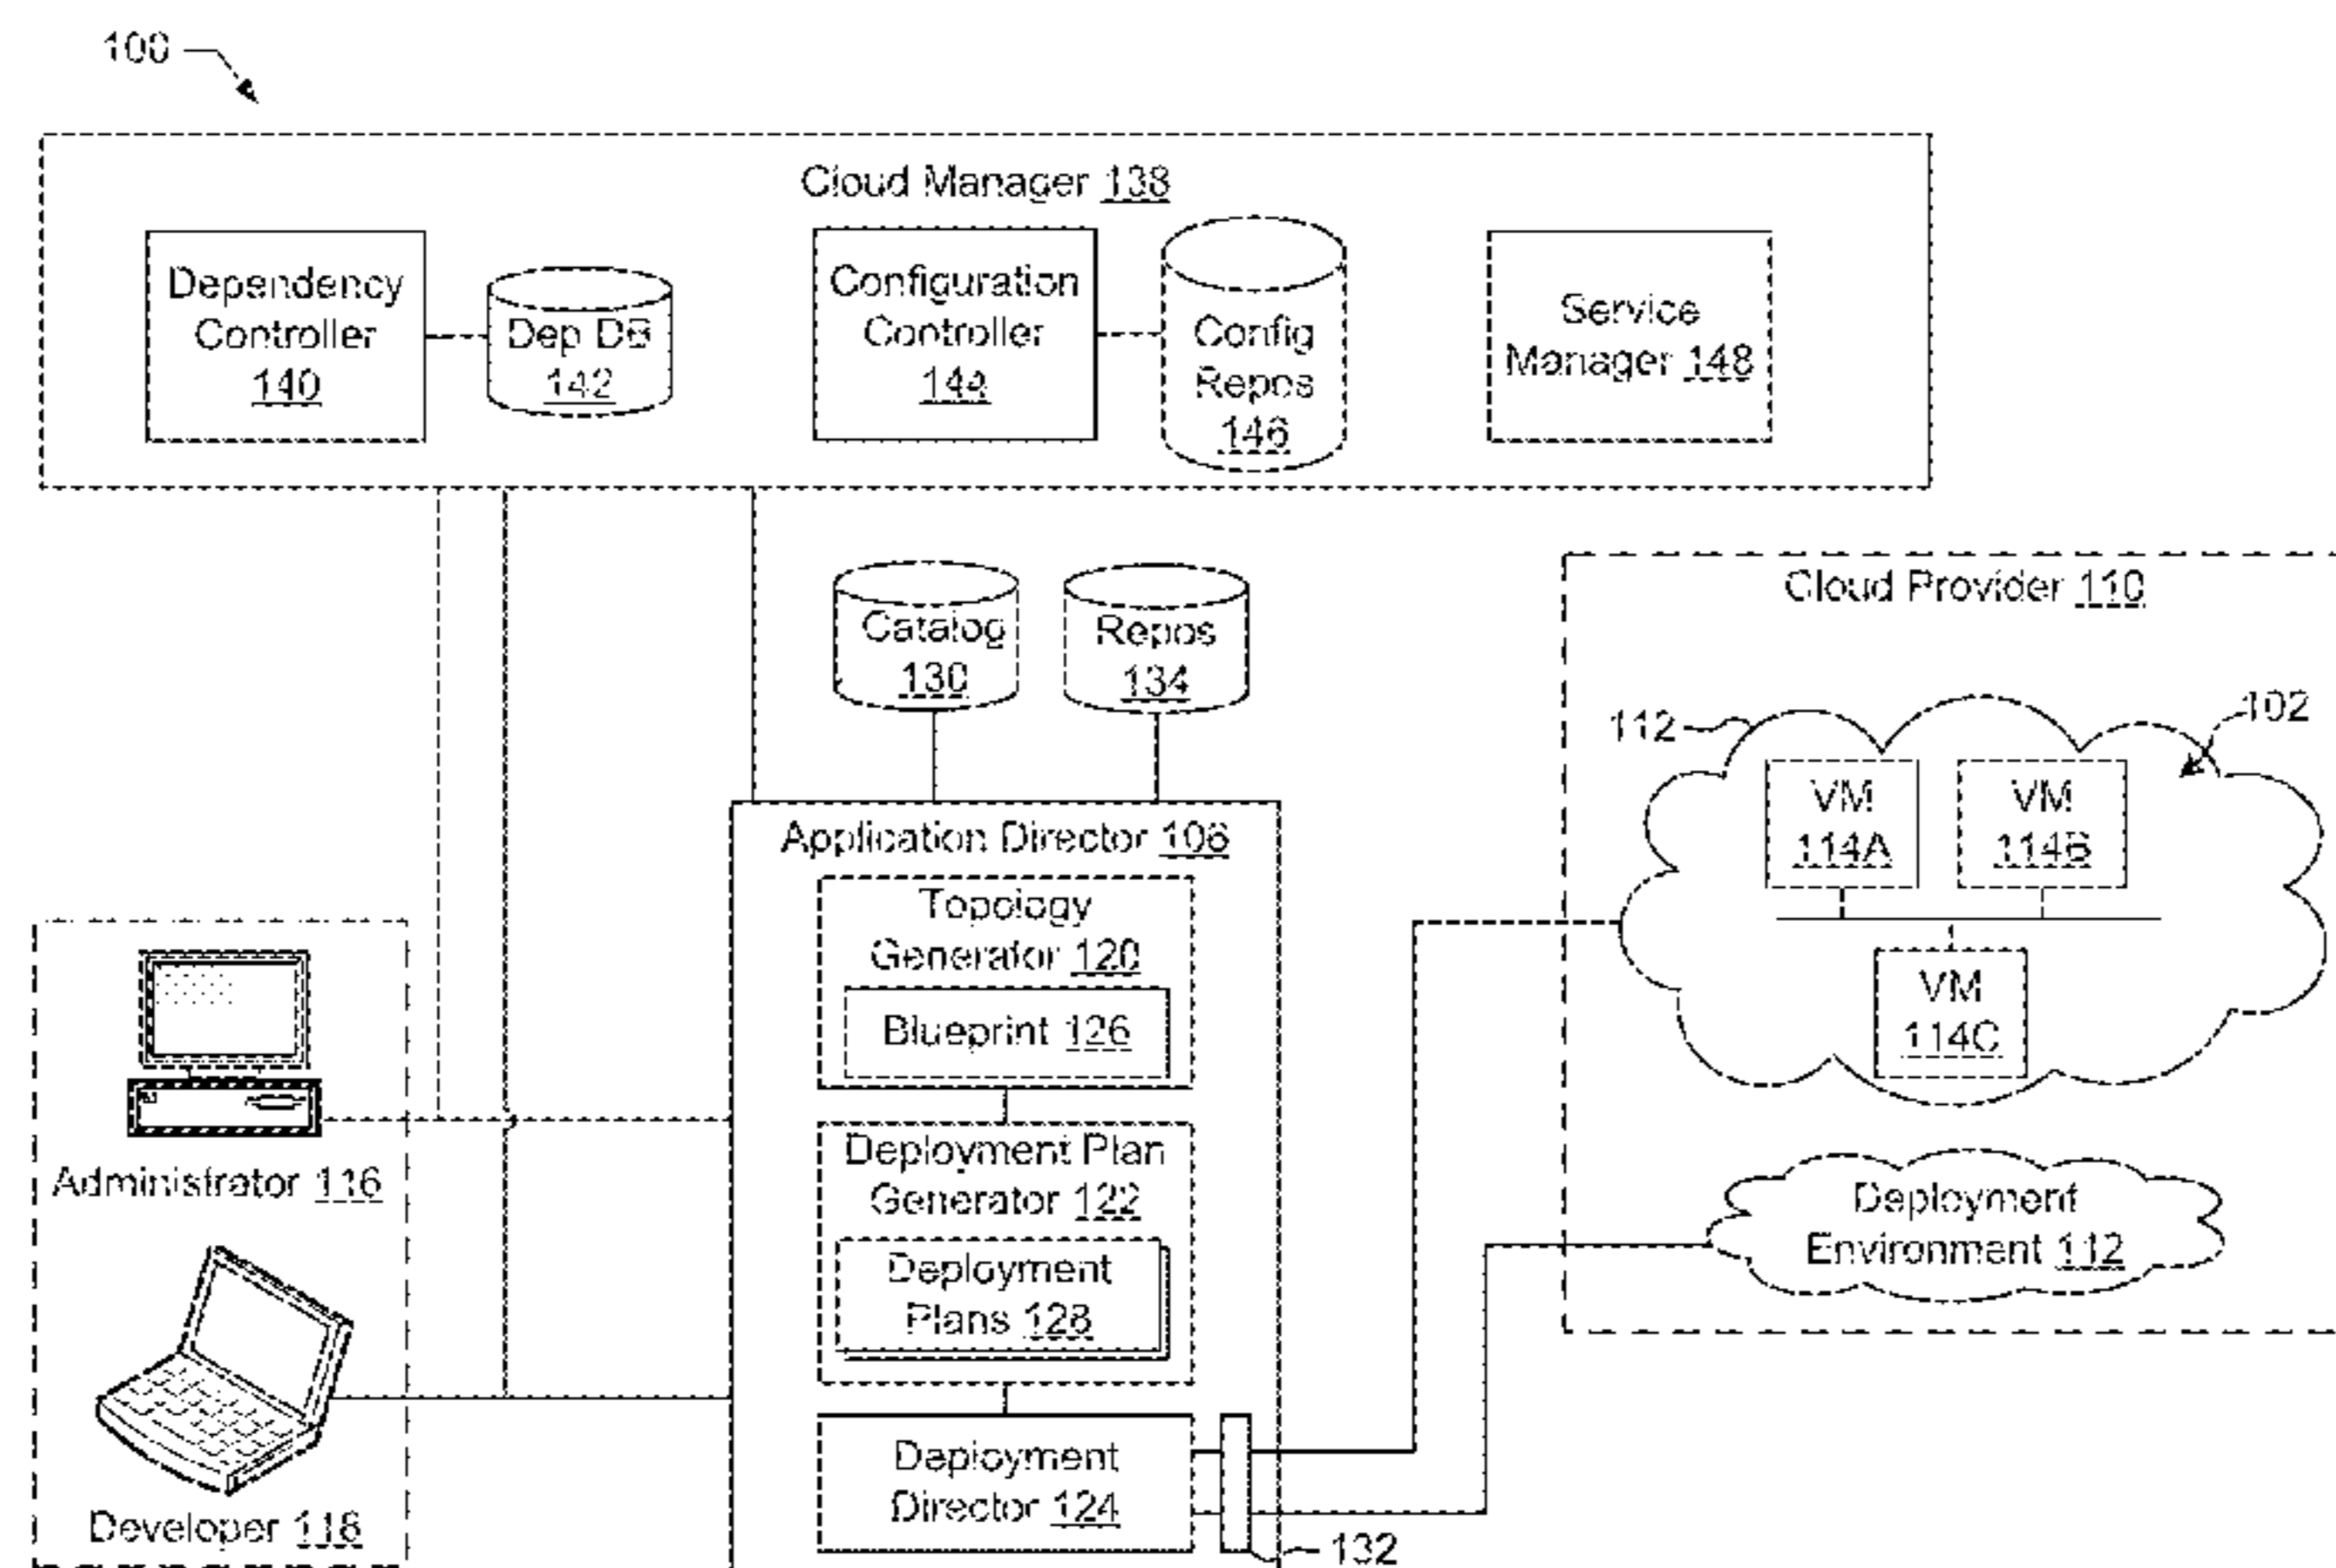 100
Cloud Manager 138
Dependency
Controller
140
Dep DB
142
Configuration
Controller
144
Config
Repos
146
Service
Manager 148
Catalog
130
Repos
134
Cloud Provider 110
112
102
VM
114A
VM
114B
VM
114C
Application Director 106
Topology
Generator 120
Blueprint 126
Deployment Plan
Generator 122
Deployment
Plans 128
Deployment
Director 124
132
Administrator 116
Developer 118
Deployment
Environment 112